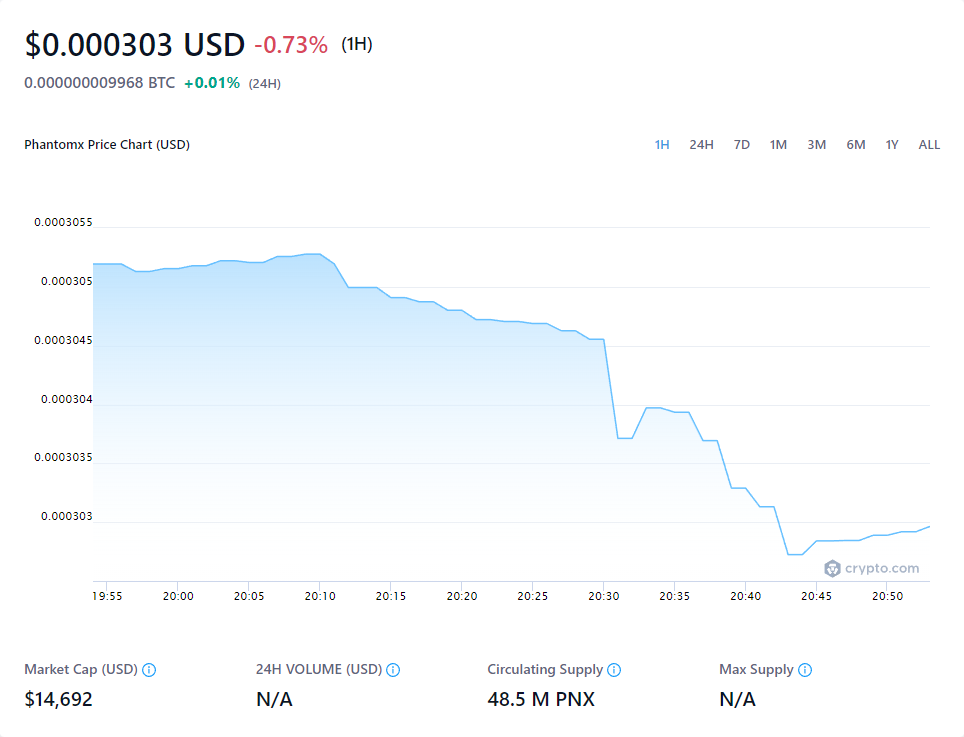 $0.000303 USD -0.73% (1H)
0.000000009968 BTC +0.01% (24H)
Phantomx Price Chart (USD) 1H 24H 7D 1M 3M 6M 1Y ALL
0.0003055
0.000305
0.0003045
0.000304
0.0003035
0.000303
crypto.com
19:55 20:00 20:05 20:10 20:15 20:20 20:25 20:30 20:35 20:40 20:45 20:50
Market Cap (USD) 24H VOLUME (USD) Circulating Supply Max Supply
$14,692 N/A 48.5 M PNX N/A